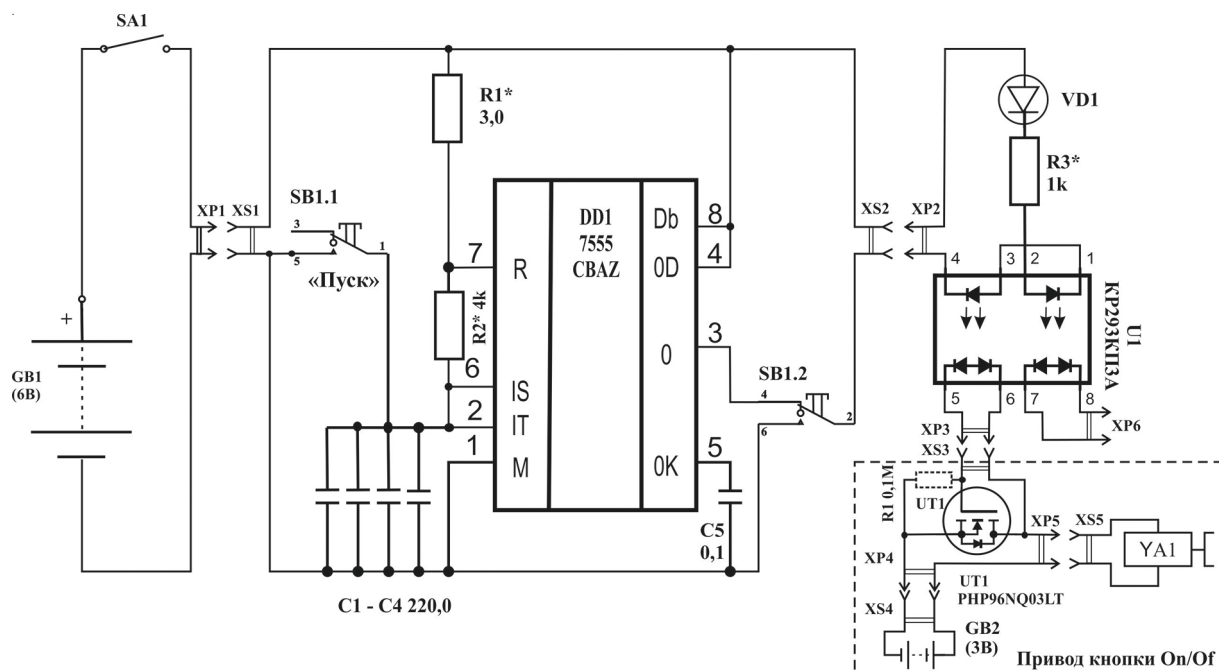 SA1
R1*
3,0
VD1
R3*
1k
SB1.1
XP1 XS1
3
1
5
«Пуск»
DD1
7555
CBAZ
7
R
Db
8
0D
4
XS2 XP2
4
3
2
1
R2* 4k
КР293КП3А
U1
+
GB1
(6В)
6
IS
2
IT
1
M
0
3
SB1.2
4
2
6
0K
5
5
6
7
8
XP3
XS3
XP6
C5
0,1
R1 0,1M
UT1
XP5 XS5
YA1
XP4
XS4
UT1
PHP96NQ03LT
C1 - C4 220,0
GB2
(3В)
Привод кнопки On/Of